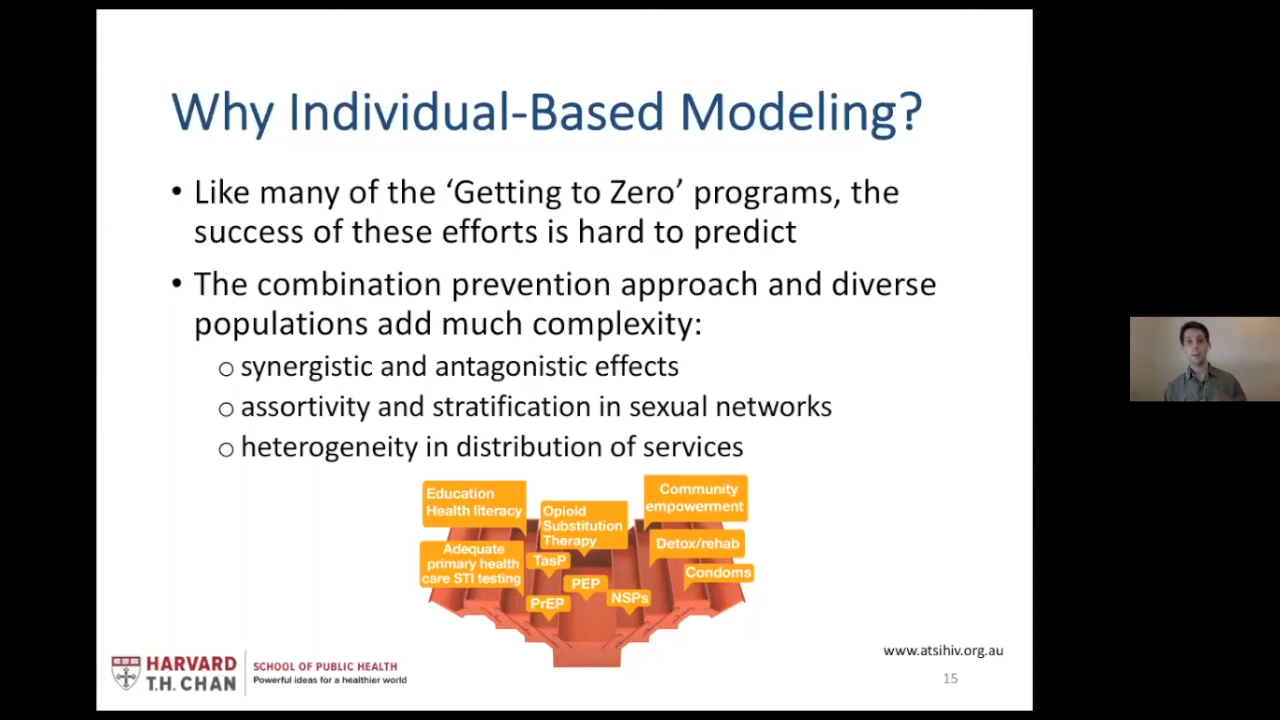 Why Individual-Based Modeling?
• Like many of the ‘Getting to Zero’ programs, the
success of these efforts is hard to predict
• The combination prevention approach and diverse
populations add much complexity:
o synergistic and antagonistic effects
o assortivity and stratification in sexual networks
o heterogeneity in distribution of services
Education
Health literacy
Opioid
Substitution
Therapy
Community
empowerment
Adequate
primary health
care STI testing
TasP
Detox/rehab
PEP
Condoms
PrEP
NSPs
HARVARD
T.H. CHAN
SCHOOL OF PUBLIC HEALTH
Powerful ideas for a healthier world
www.atsihiv.org.au
15